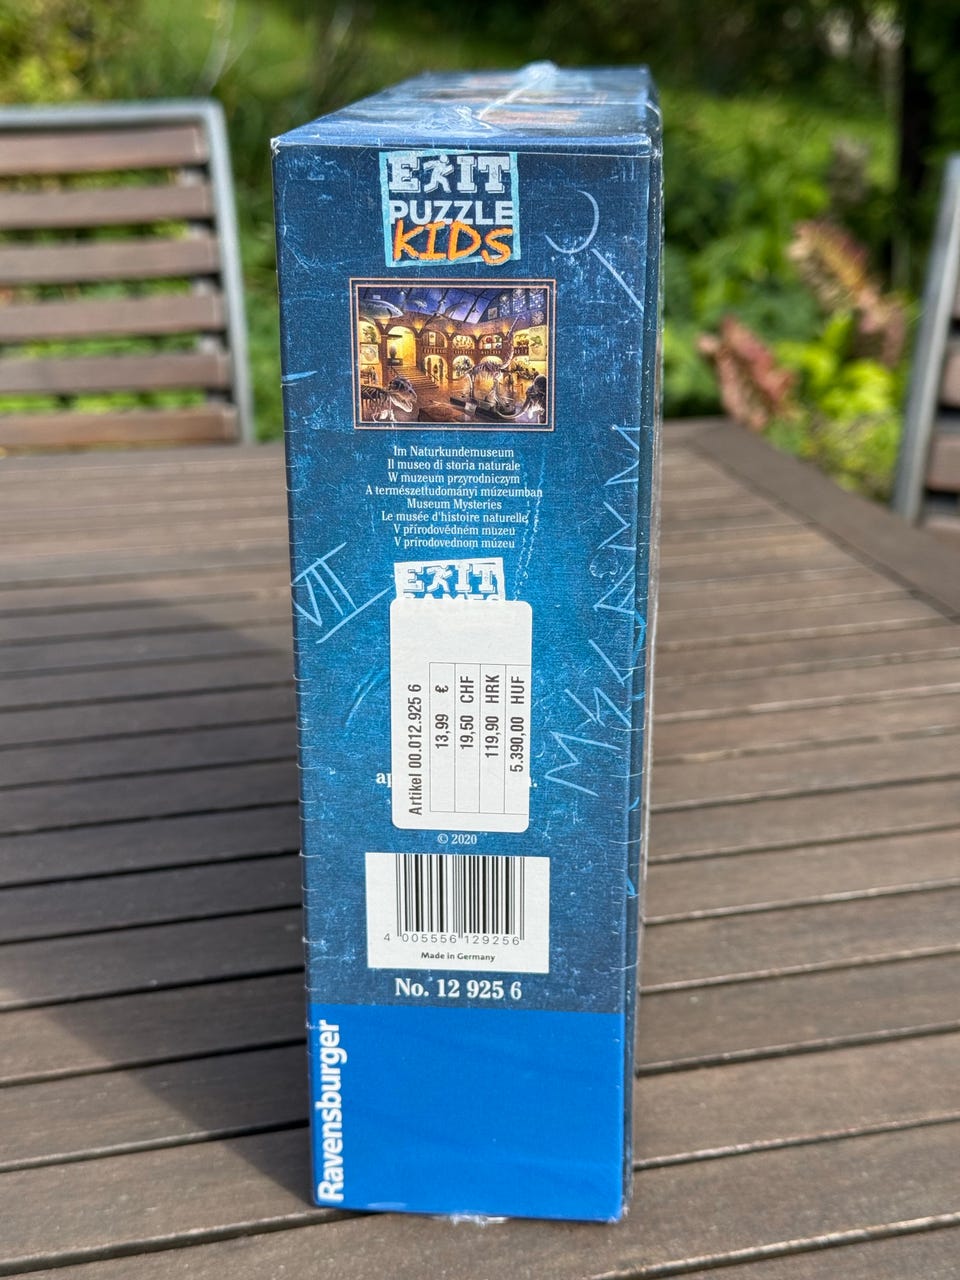 EXIT
PUZZLE
KIDS
Im Naturkundemuseum
Il museo di storia naturale
W muzeum przyrodniczym
A természettudományi múzeumban
Museum Mysteries
Le musée d'histoire naturelle
V přírodovědném muzeu
V prírodovednom múzeu
VII
EXIT
Artikel 00.012.925 6
13,99 €
19,50 CHF
119,90 HRK
5.390,00 HUF
© 2020
4 005556 129256
Made in Germany
No. 12 925 6
Ravensburger